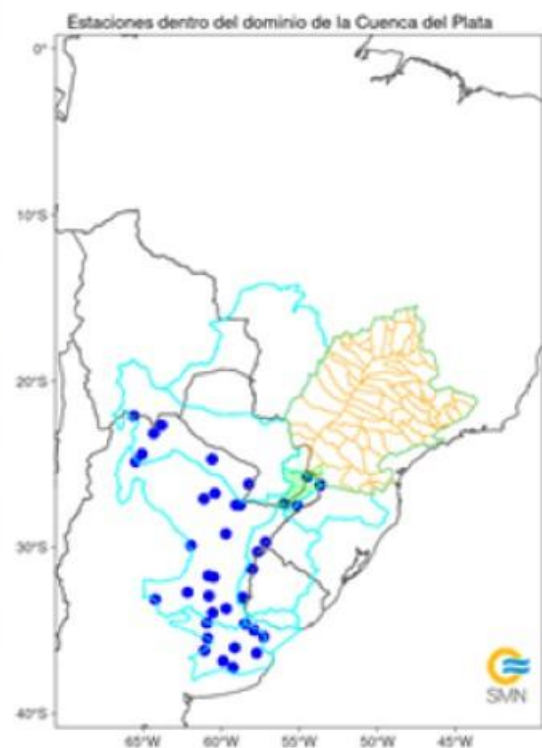 Estaciones dentro del dominio de la Cuenca del Plata
0°
10°S
20°S
30°S
40°S
65°W 60°W 55°W 50°W 45°W
SMN